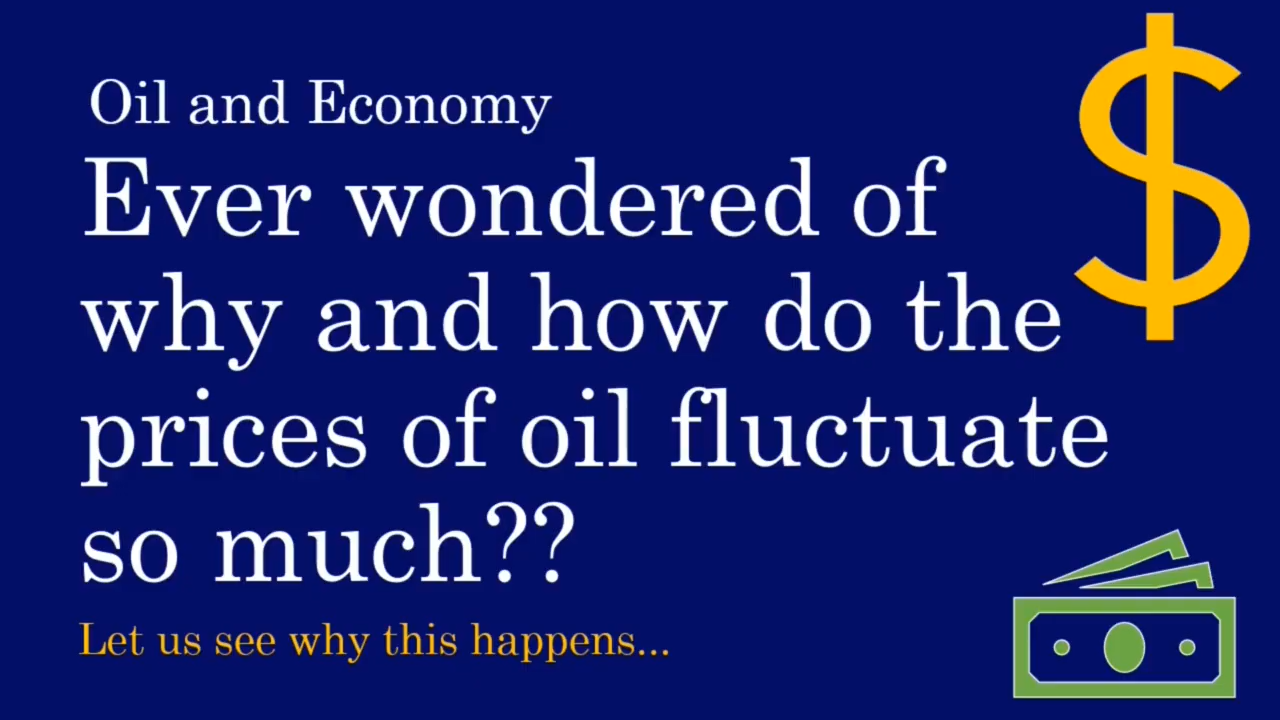 Oil and Economy
Ever wondered of
why and how do the
prices of oil fluctuate
so much??
Let us see why this happens...
$